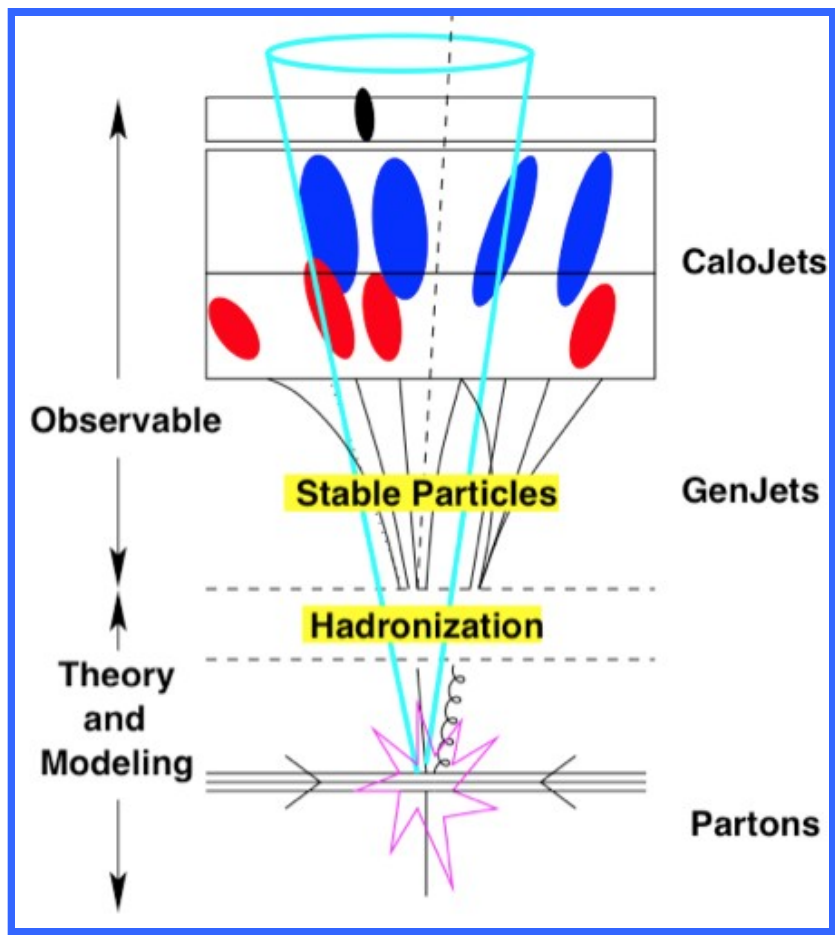 CaloJets
Observable
Stable Particles
GenJets
Hadronization
Theory
and
Modeling
Partons